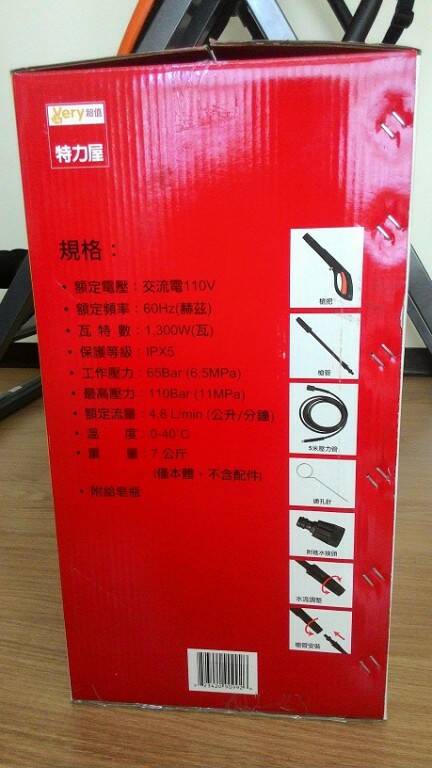 Very 超值
特力屋
規格：
・額定電壓：交流電110V
・額定頻率：60Hz(赫茲)
・瓦特數：1,300W(瓦)
・保護等級：IPX5
・工作壓力：65Bar (6.5MPa)
・最高壓力：110Bar (11MPa)
・額定流量：4.8 L/min (公升/分鐘)
・溫度：0-40°C
・重量：7 公斤
(僅本體、不含配件)
・附給皂瓶
槍把
槍管
5米壓力管
通孔針
附進水接頭
水流調整
槍管安裝